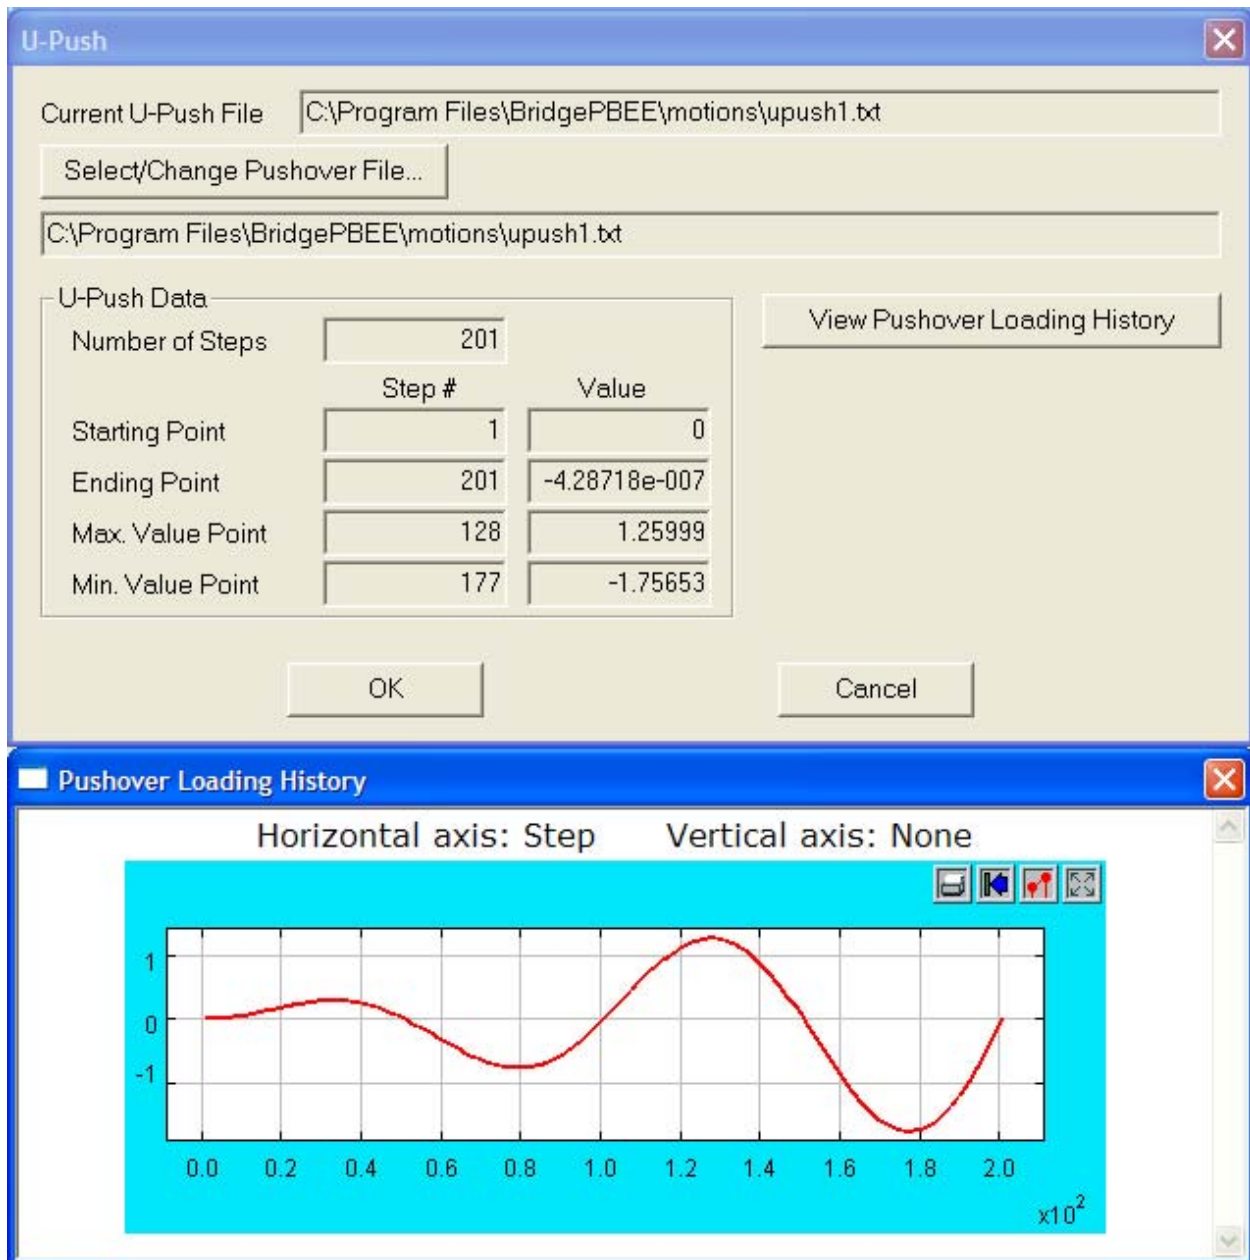 U-Push
Current U-Push File C:\Program Files\BridgePBEE\motions\upush1.txt
Select/Change Pushover File...
C:\Program Files\BridgePBEE\motions\upush1.txt
U-Push Data
View Pushover Loading History
Number of Steps 201
Step # Value
Starting Point 1 0
Ending Point 201 -4.28718e-007
Max. Value Point 128 1.25999
Min. Value Point 177 -1.75653
OK Cancel
Pushover Loading History
Horizontal axis: Step Vertical axis: None
1
0
-1
0.0 0.2 0.4 0.6 0.8 1.0 1.2 1.4 1.6 1.8 2.0
x10²